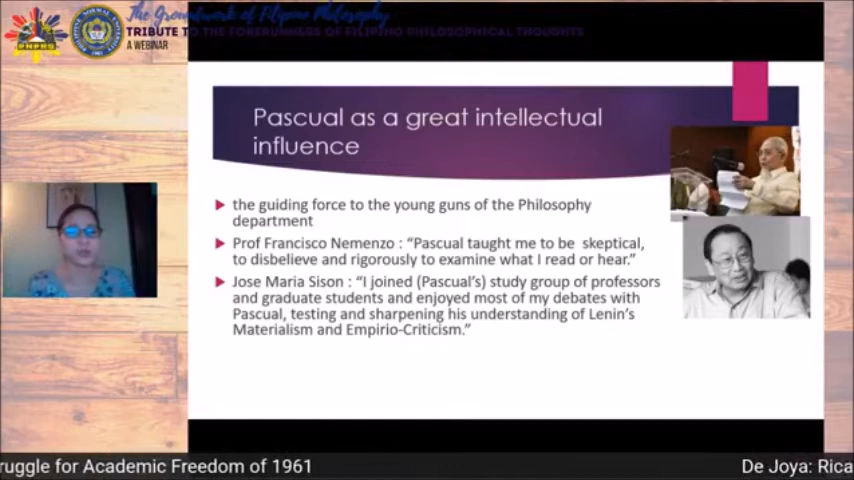 The Groundwork of Filipino Philosophy
TRIBUTE TO THE FORERUNNERS OF FILIPINO PHILOSOPHICAL THOUGHTS
A WEBINAR
PNPRS
Pascual as a great intellectual
influence
the guiding force to the young guns of the Philosophy
department
Prof Francisco Nemenzo : “Pascual taught me to be skeptical,
to disbelieve and rigorously to examine what I read or hear.”
Jose Maria Sison : “I joined (Pascual’s) study group of professors
and graduate students and enjoyed most of my debates with
Pascual, testing and sharpening his understanding of Lenin’s
Materialism and Empirio-Criticism.”
ruggle for Academic Freedom of 1961
De Joya: Rica